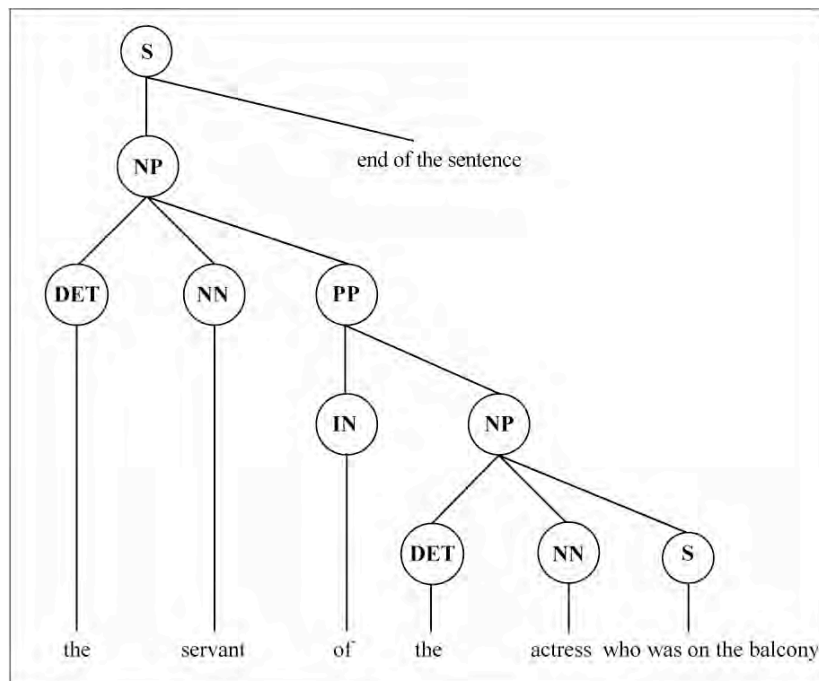 S
end of the sentence
NP
DET NN PP
IN NP
DET NN S
the servant of the actress who was on the balcony